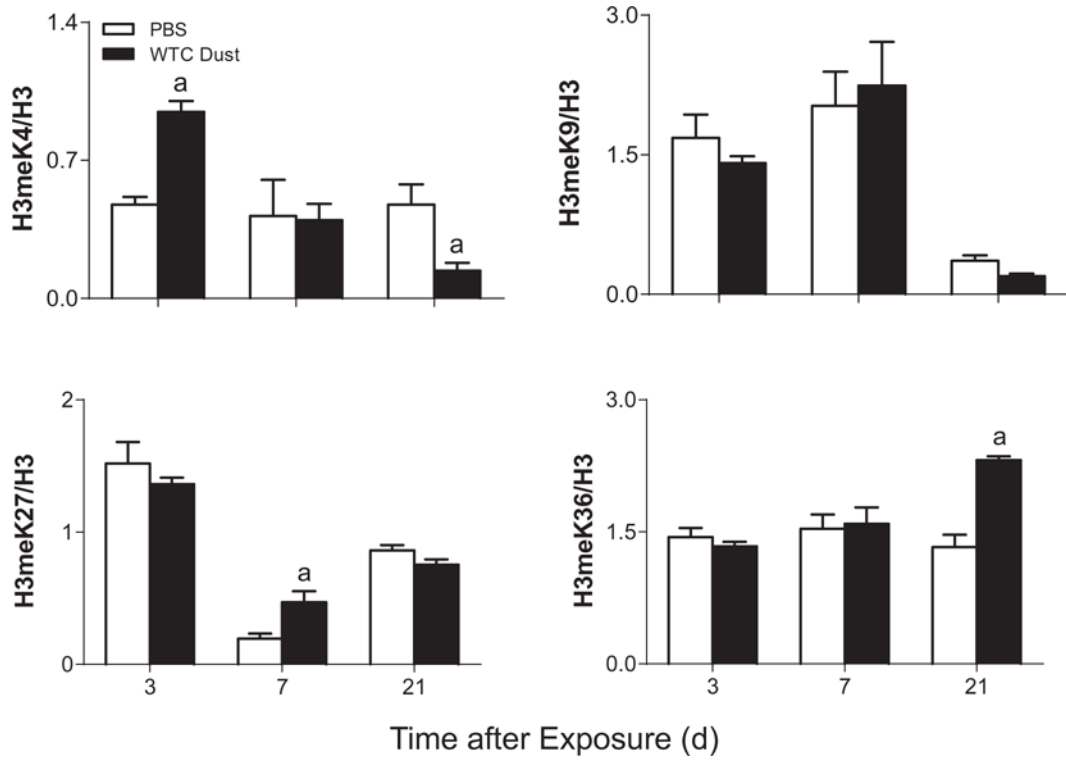 1.4
PBS
WTC Dust
a
0.7
a
0.0
H3meK4/H3
3.0
1.5
0.0
H3meK9/H3
2
1
a
0
3
7
21
H3meK27/H3
3.0
a
1.5
0.0
3
7
21
H3meK36/H3
Time after Exposure (d)